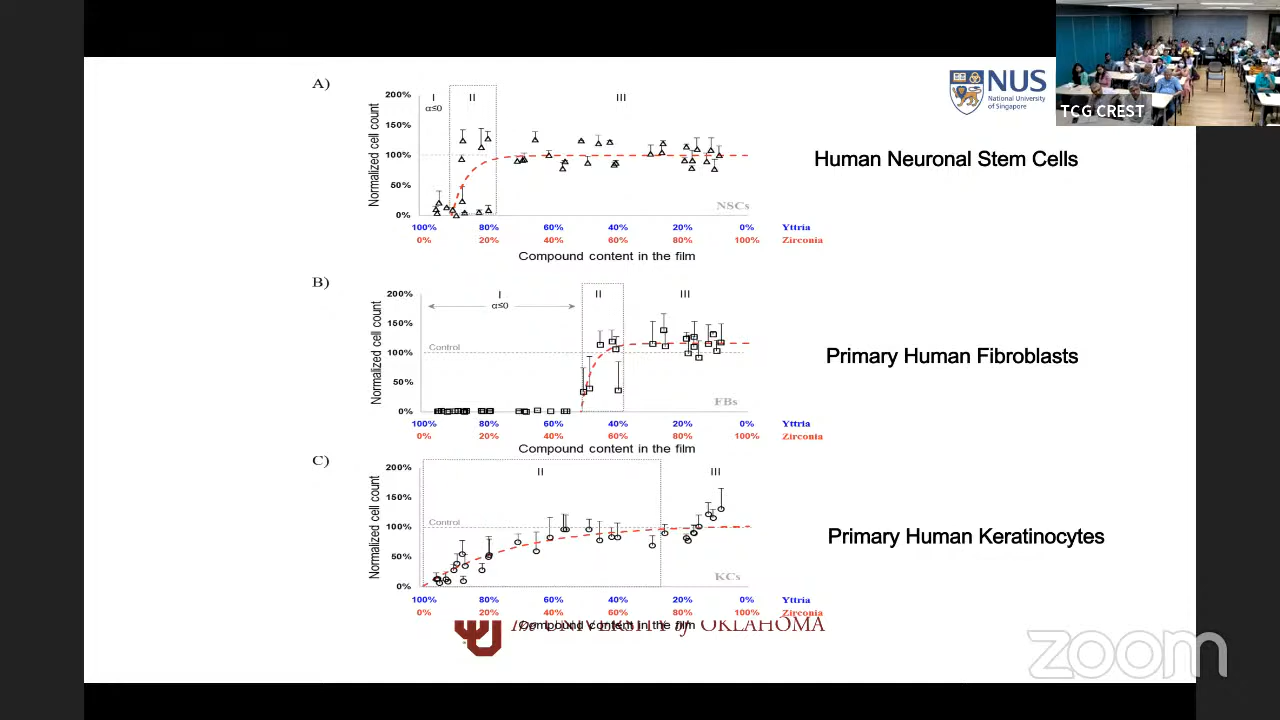 A)
Normalized cell count
200%
150%
100%
50%
0%
I
α≤0
II
III
NSCs
100% 80% 60% 40% 20% 0% Yttria
0% 20% 40% 60% 80% 100% Zirconia
Compound content in the film
Human Neuronal Stem Cells
NUS
National University
of Singapore
TCG CREST
B)
Normalized cell count
200%
150%
100%
50%
0%
I
α≤0
II
III
Control
FBs
100% 80% 60% 40% 20% 0% Yttria
0% 20% 40% 60% 80% 100% Zirconia
Compound content in the film
Primary Human Fibroblasts
C)
Normalized cell count
200%
150%
100%
50%
0%
II
III
Control
KCs
100% 80% 60% 40% 20% 0% Yttria
0% 20% 40% 60% 80% 100% Zirconia
Compound content in the film
Primary Human Keratinocytes
The UNIVERSITY of OKLAHOMA
zoom